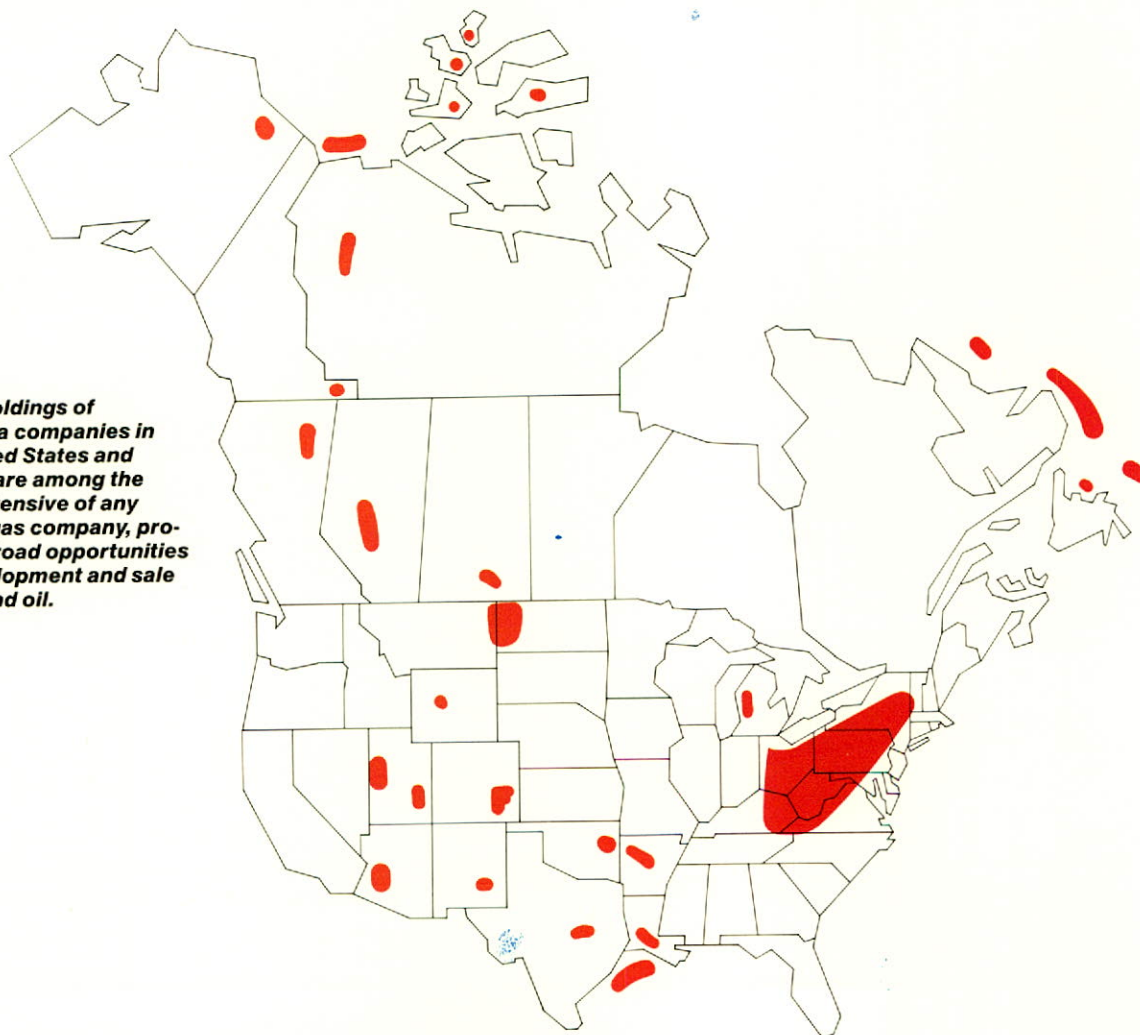 oldings of
a companies in
ed States and
are among the
ensive of any
gas company, pro-
road opportunities
lopment and sale
nd oil.